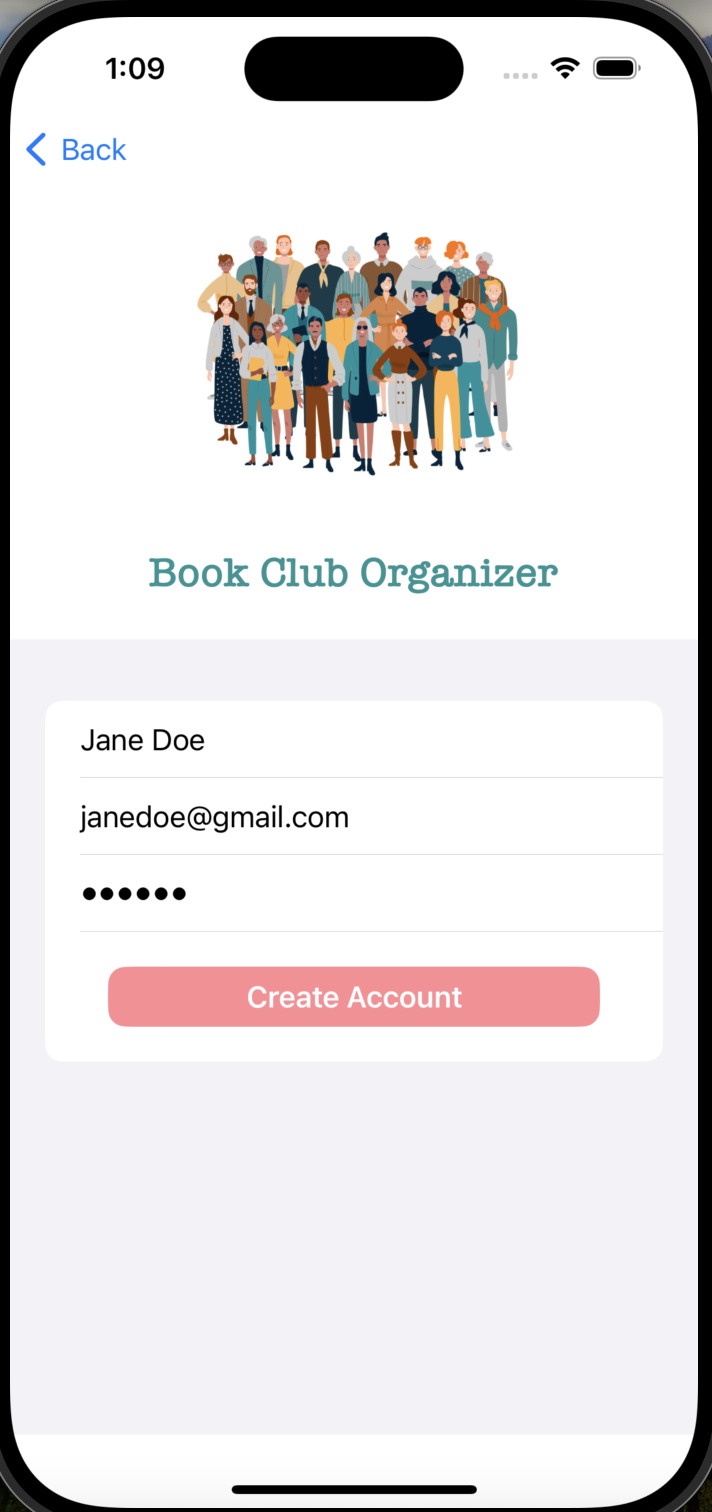 1:09
Back
Book Club Organizer
Jane Doe
janedoe@gmail.com
••••••
Create Account